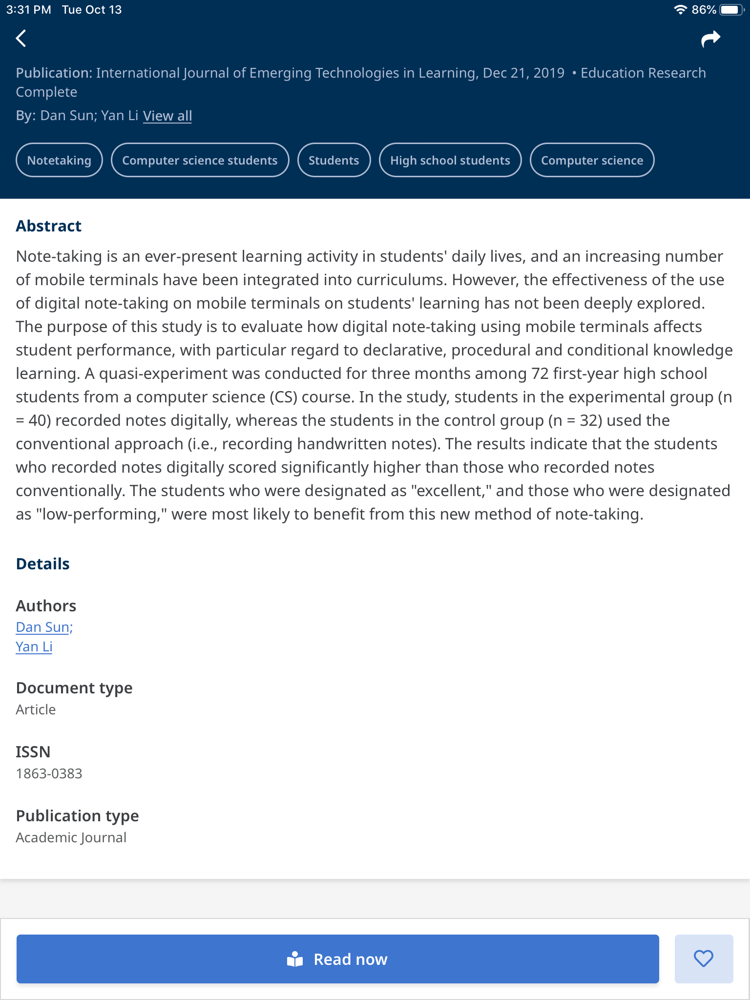 3:31 PM Tue Oct 13 86%
Publication: International Journal of Emerging Technologies in Learning, Dec 21, 2019 • Education Research
Complete
By: Dan Sun; Yan Li View all
Notetaking Computer science students Students High school students Computer science
Abstract
Note-taking is an ever-present learning activity in students' daily lives, and an increasing number
of mobile terminals have been integrated into curriculums. However, the effectiveness of the use
of digital note-taking on mobile terminals on students' learning has not been deeply explored.
The purpose of this study is to evaluate how digital note-taking using mobile terminals affects
student performance, with particular regard to declarative, procedural and conditional knowledge
learning. A quasi-experiment was conducted for three months among 72 first-year high school
students from a computer science (CS) course. In the study, students in the experimental group (n
= 40) recorded notes digitally, whereas the students in the control group (n = 32) used the
conventional approach (i.e., recording handwritten notes). The results indicate that the students
who recorded notes digitally scored significantly higher than those who recorded notes
conventionally. The students who were designated as "excellent," and those who were designated
as "low-performing," were most likely to benefit from this new method of note-taking.
Details
Authors
Dan Sun;
Yan Li
Document type
Article
ISSN
1863-0383
Publication type
Academic Journal
Read now